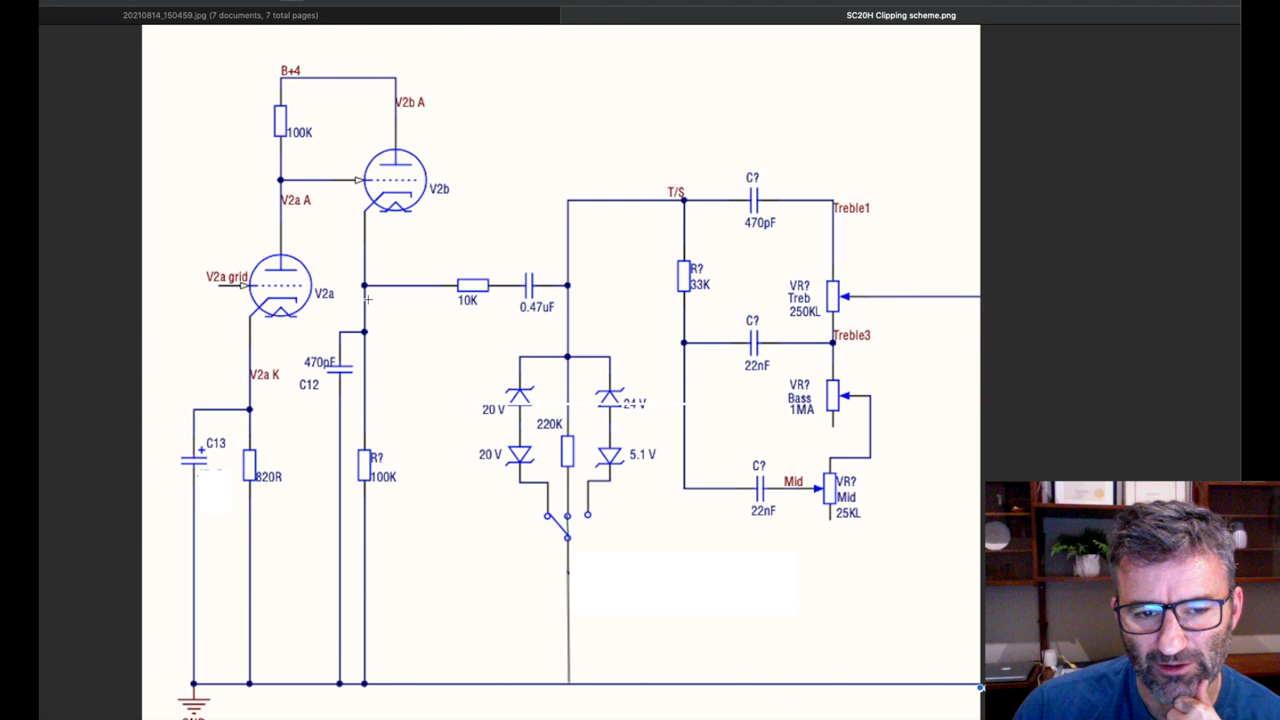 20210814_150459.jpg (7 documents, 7 total pages)
SC20H Clipping scheme.png
B+4
V2b A
100K
V2b
V2a A
V2a grid
V2a
10K
0.47uF
470pF
C12
V2a K
C13
+
820R
R?
100K
20 V
24 V
220K
20 V
5.1 V
T/S
C?
470pF
Treble1
R?
33K
VR?
Treb
250KL
C?
22nF
Treble3
VR?
Bass
1MA
C?
22nF
Mid
VR?
Mid
25KL
GND